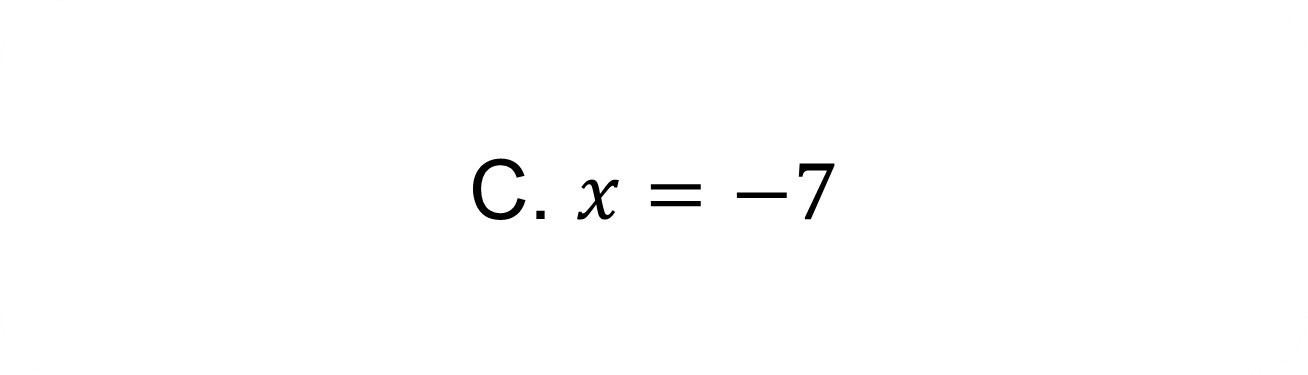 C. x = −7